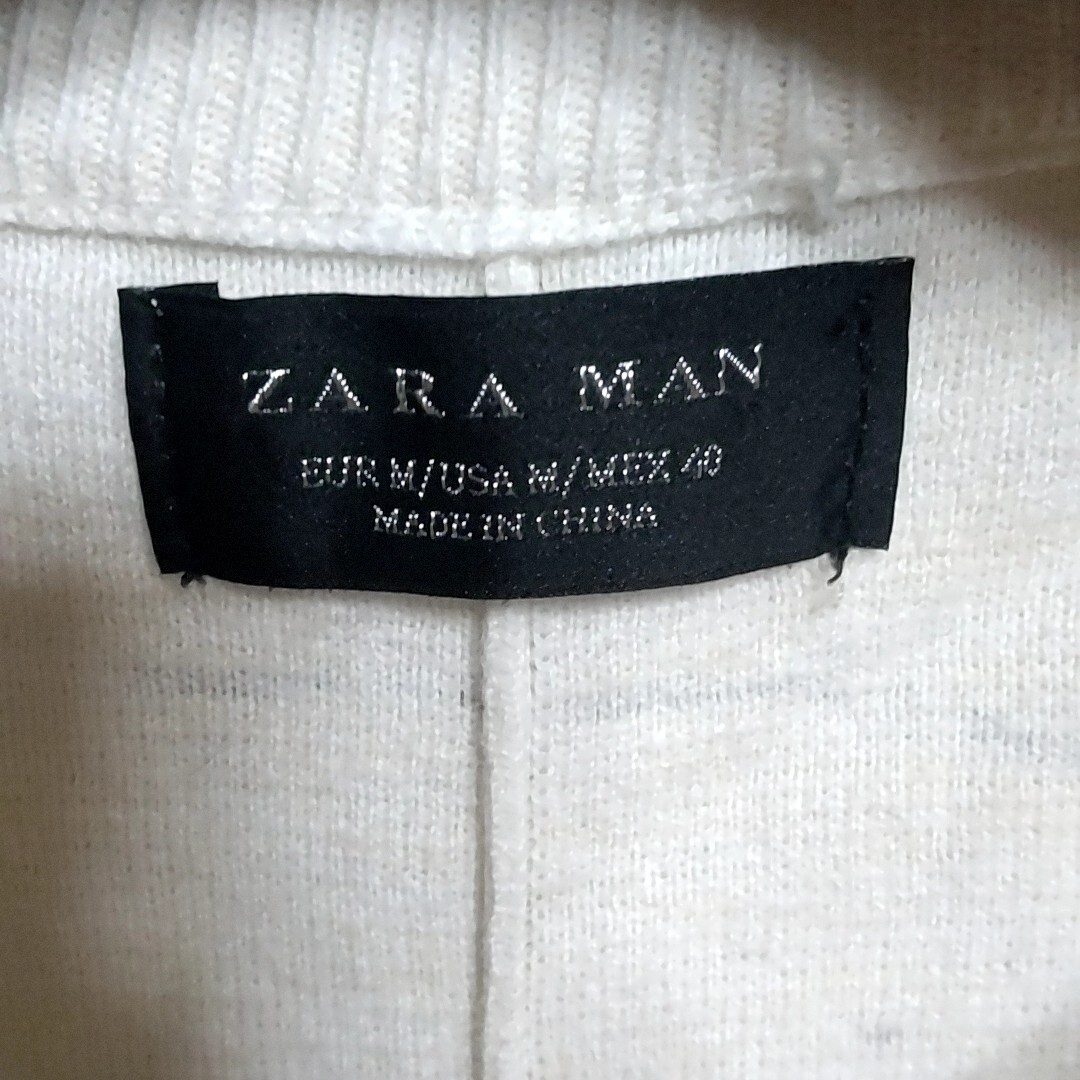 ZARA MAN
EUR M/USA M/MEX 40
MADE IN CHINA